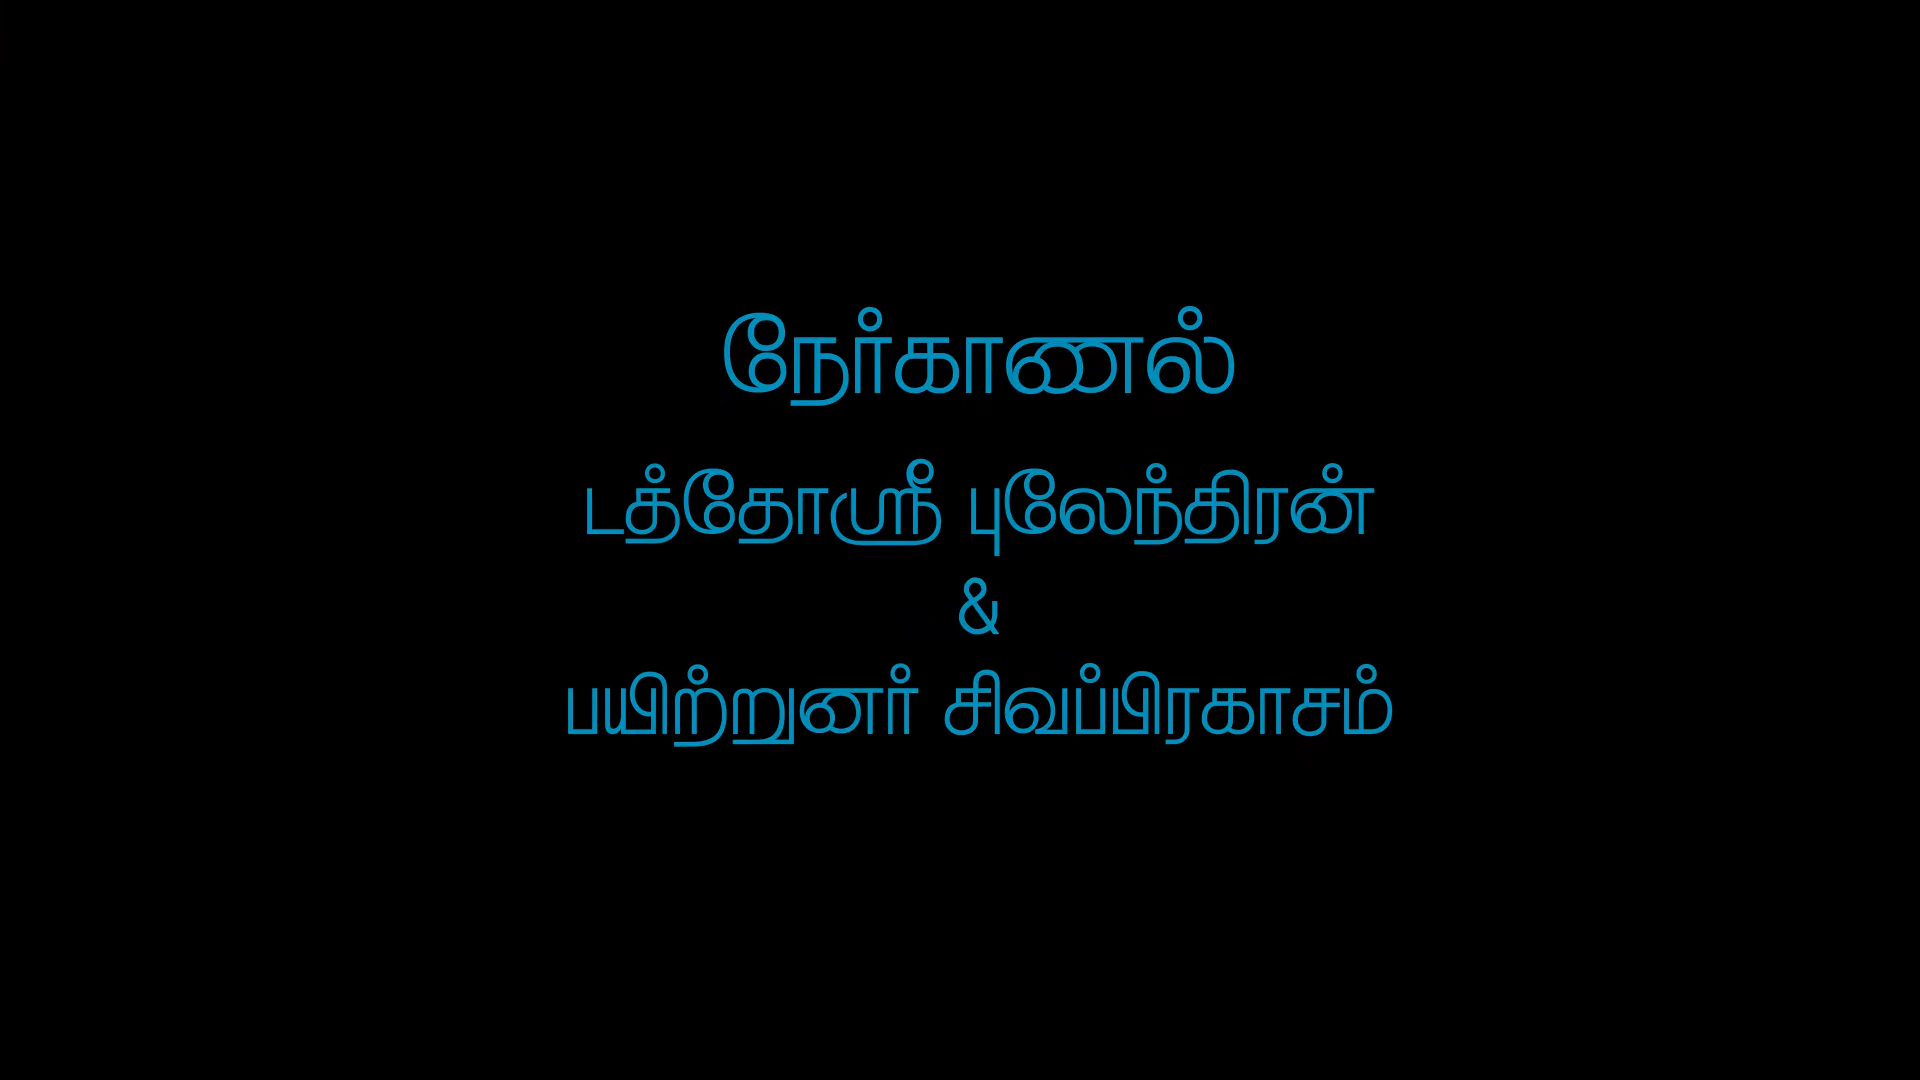 நேர்காணல்
டத்தோஸ்ரீ புலேந்திரன்
&
பயிற்றுனர் சிவப்பிரகாசம்